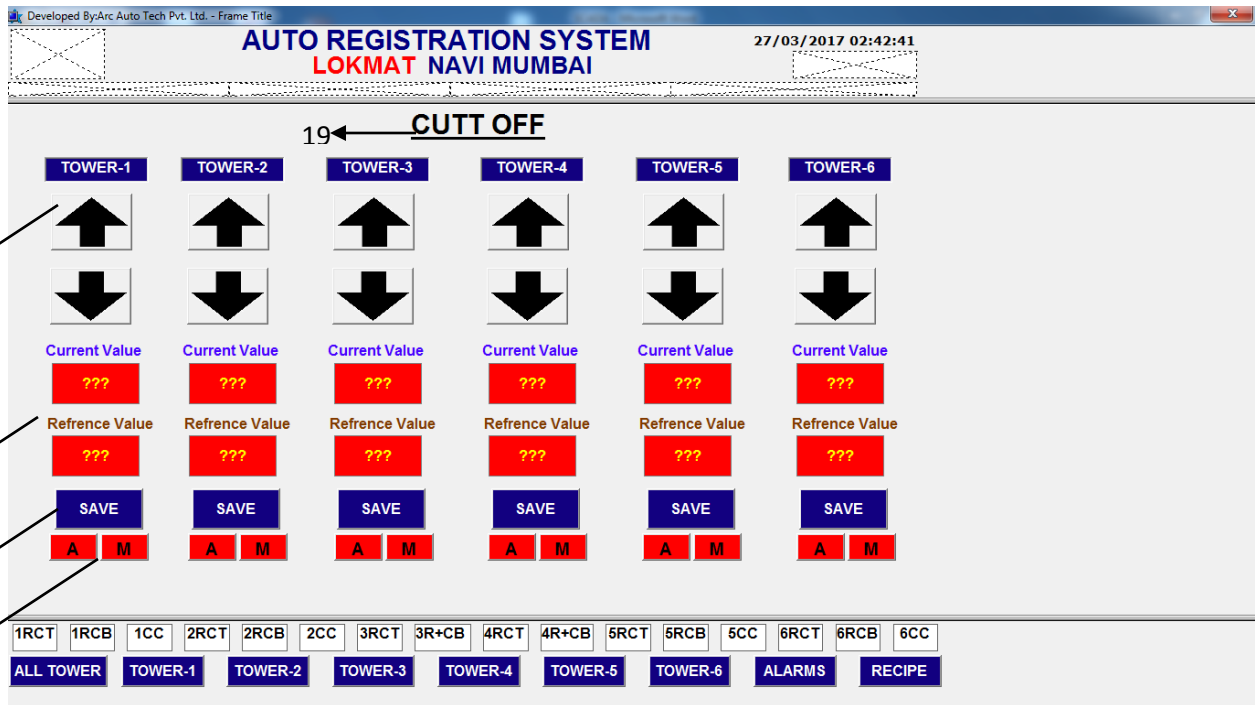 Developed By:Arc Auto Tech Pvt. Ltd. - Frame Title
AUTO REGISTRATION SYSTEM 27/03/2017 02:42:41
LOKMAT NAVI MUMBAI
19 CUTT OFF
TOWER-1 TOWER-2 TOWER-3 TOWER-4 TOWER-5 TOWER-6
Current Value Current Value Current Value Current Value Current Value Current Value
??? ??? ??? ??? ??? ???
Refrence Value Refrence Value Refrence Value Refrence Value Refrence Value Refrence Value
??? ??? ??? ??? ??? ???
SAVE SAVE SAVE SAVE SAVE SAVE
A M A M A M A M A M A M
1RCT 1RCB 1CC 2RCT 2RCB 2CC 3RCT 3R+CB 4RCT 4R+CB 5RCT 5RCB 5CC 6RCT 6RCB 6CC
ALL TOWER TOWER-1 TOWER-2 TOWER-3 TOWER-4 TOWER-5 TOWER-6 ALARMS RECIPE